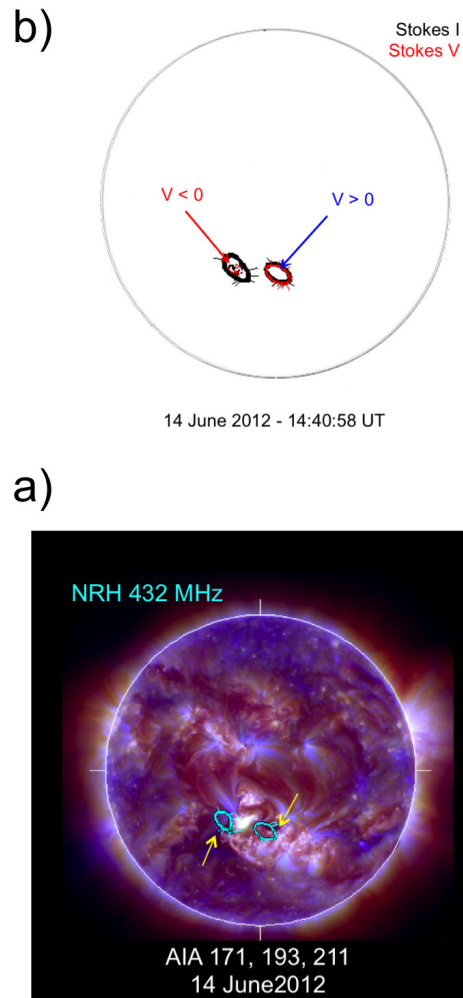 b)
Stokes I
Stokes V
V < 0
V > 0
14 June 2012 - 14:40:58 UT
a)
NRH 432 MHz
AIA 171, 193, 211
14 June2012